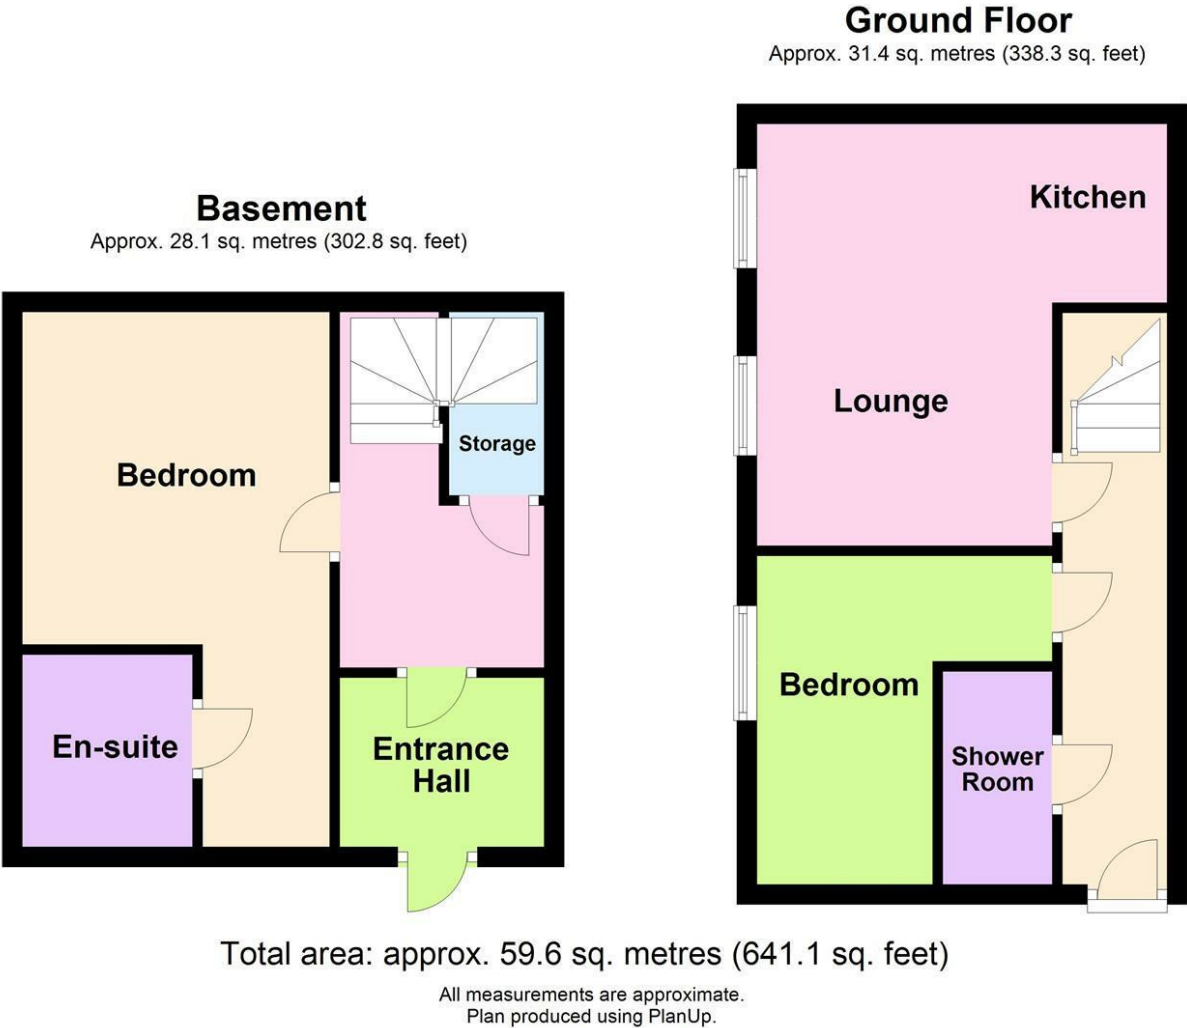 Ground Floor
Approx. 31.4 sq. metres (338.3 sq. feet)
Kitchen
Lounge
Bedroom
Shower
Room
Basement
Approx. 28.1 sq. metres (302.8 sq. feet)
Storage
Bedroom
En-suite
Entrance
Hall
Total area: approx. 59.6 sq. metres (641.1 sq. feet)
All measurements are approximate.
Plan produced using PlanUp.